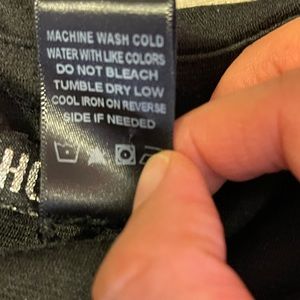 MACHINE WASH COLD
WATER WITH LIKE COLORS
DO NOT BLEACH
TUMBLE DRY LOW
COOL IRON ON REVERSE
SIDE IF NEEDED